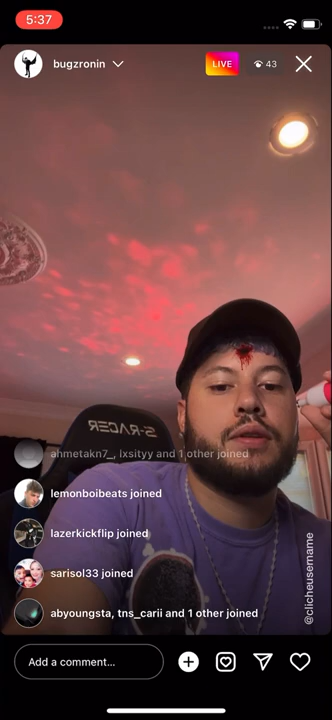 5:37
bugzronin
LIVE
43
S-RACER
ahmetakn7_, lxsityy and 1 other joined
lemonboibeats joined
lazerkickflip joined
sarisol33 joined
abyoungsta, tns_carii and 1 other joined
@clicheusername
Add a comment...